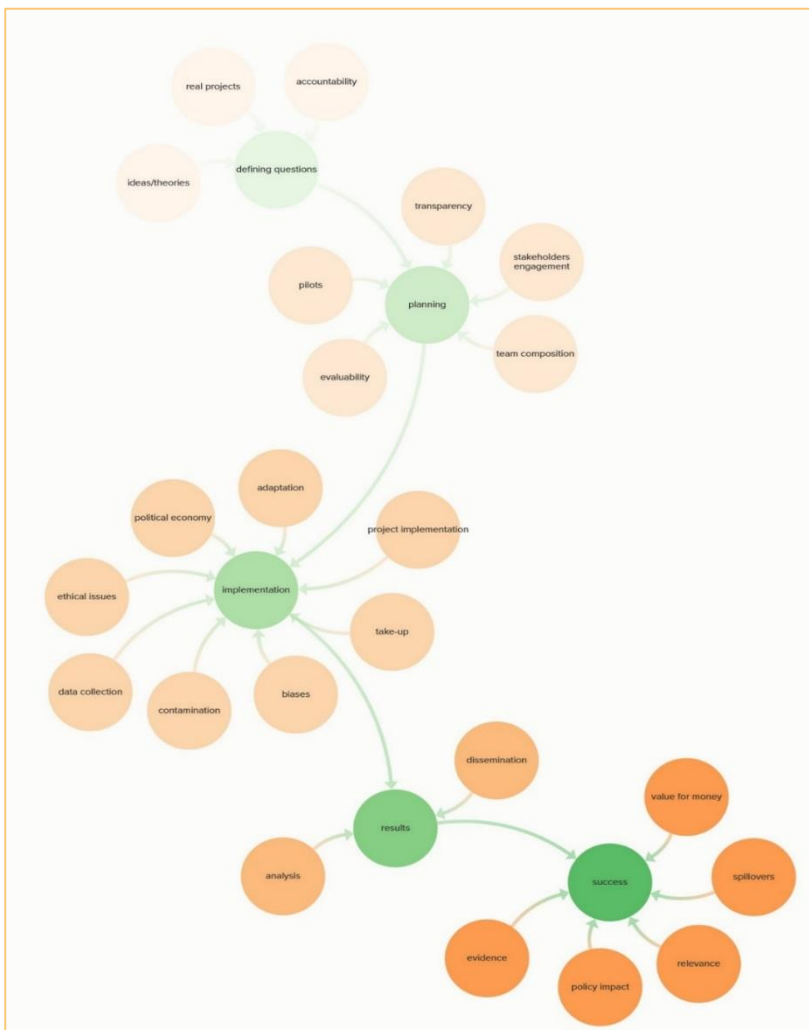 real projects
accountability
ideas/theories
defining questions
transparency
stakeholders
engagement
pilots
planning
team composition
evaluability
adaptation
political economy
project implementation
ethical issues
implementation
take-up
data collection
contamination
biases
dissemination
results
analysis
value for money
success
spillovers
evidence
relevance
policy impact